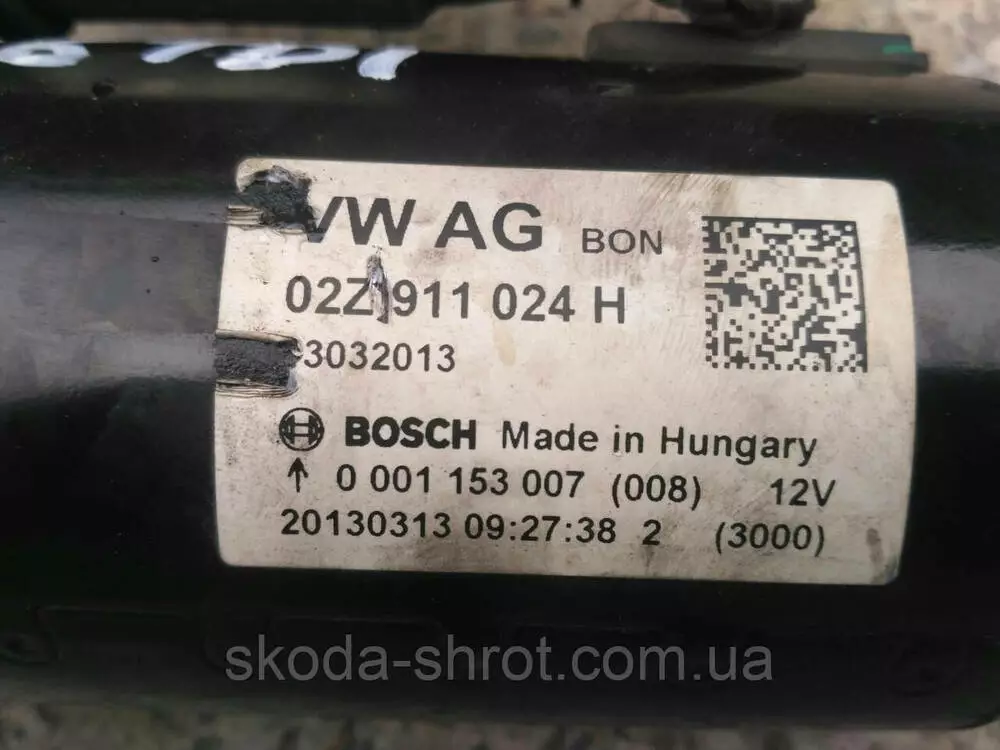 VW AG BON
02Z 911 024 H
3032013
BOSCH Made in Hungary
↑ 0 001 153 007 (008) 12V
20130313 09:27:38 2 (3000)
skoda-shrot.com.ua